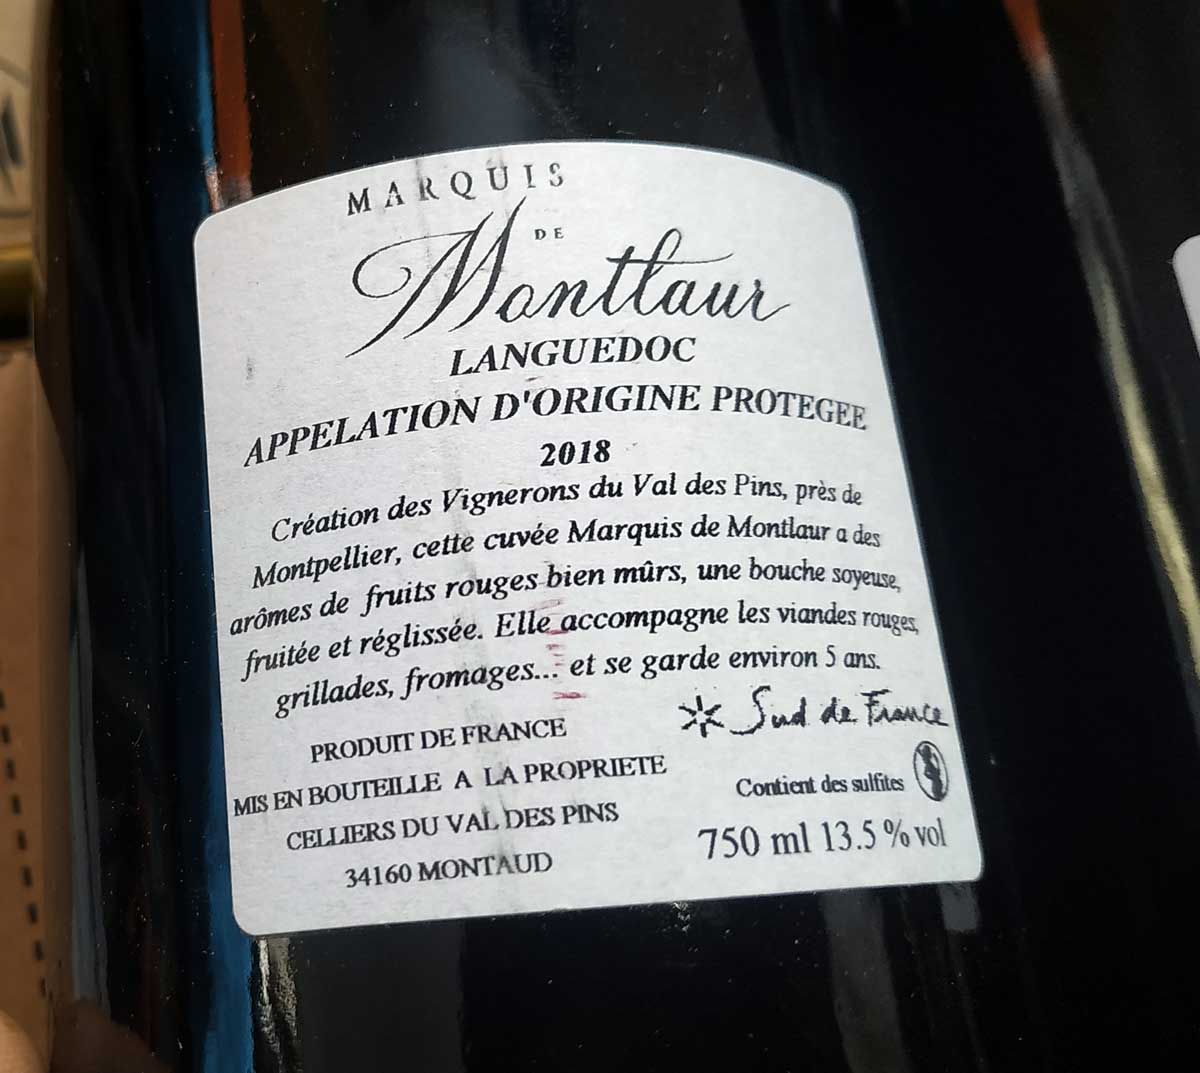 MARQUIS
DE
Montlaur
LANGUEDOC
APPELATION D'ORIGINE PROTEGEE
2018
Création des Vignerons du Val des Pins, près de
Montpellier, cette cuvée Marquis de Montlaur a des
arômes de fruits rouges bien mûrs, une bouche soyeuse,
fruitée et réglissée. Elle accompagne les viandes rouges,
grillades, fromages... et se garde environ 5 ans.
Sud de France
PRODUIT DE FRANCE
MIS EN BOUTEILLE A LA PROPRIETE
CELLIERS DU VAL DES PINS
34160 MONTAUD
Contient des sulfites
750 ml 13.5 % vol